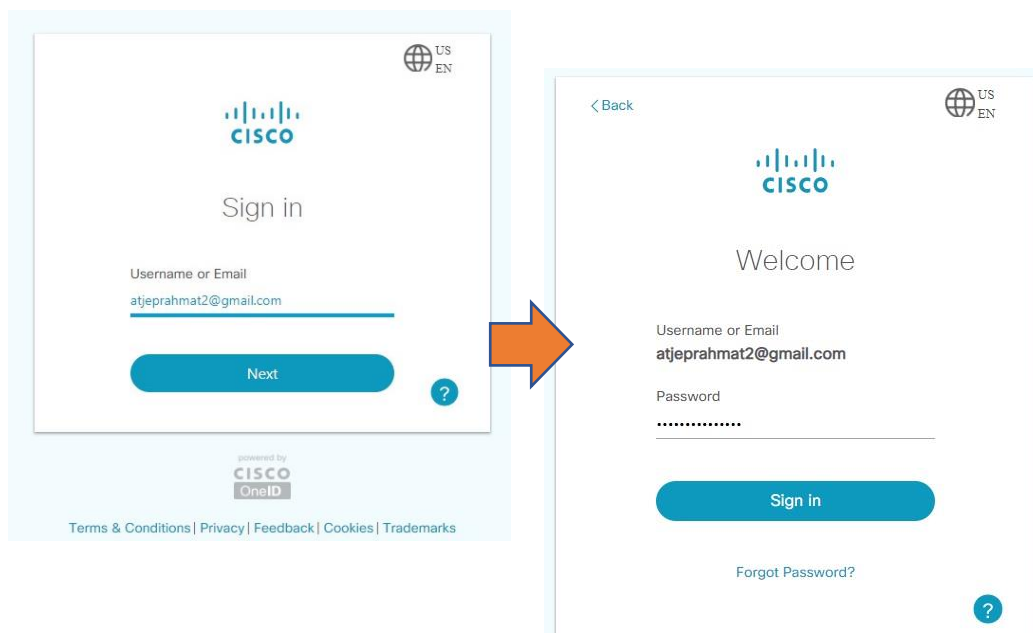 US
EN
CISCO
Sign in
Username or Email
atjeprahmat2@gmail.com
Next
?
powered by
CISCO
OneID
Terms & Conditions | Privacy | Feedback | Cookies | Trademarks
< Back
US
EN
CISCO
Welcome
Username or Email
atjeprahmat2@gmail.com
Password
•••••••••••••••
Sign in
Forgot Password?
?